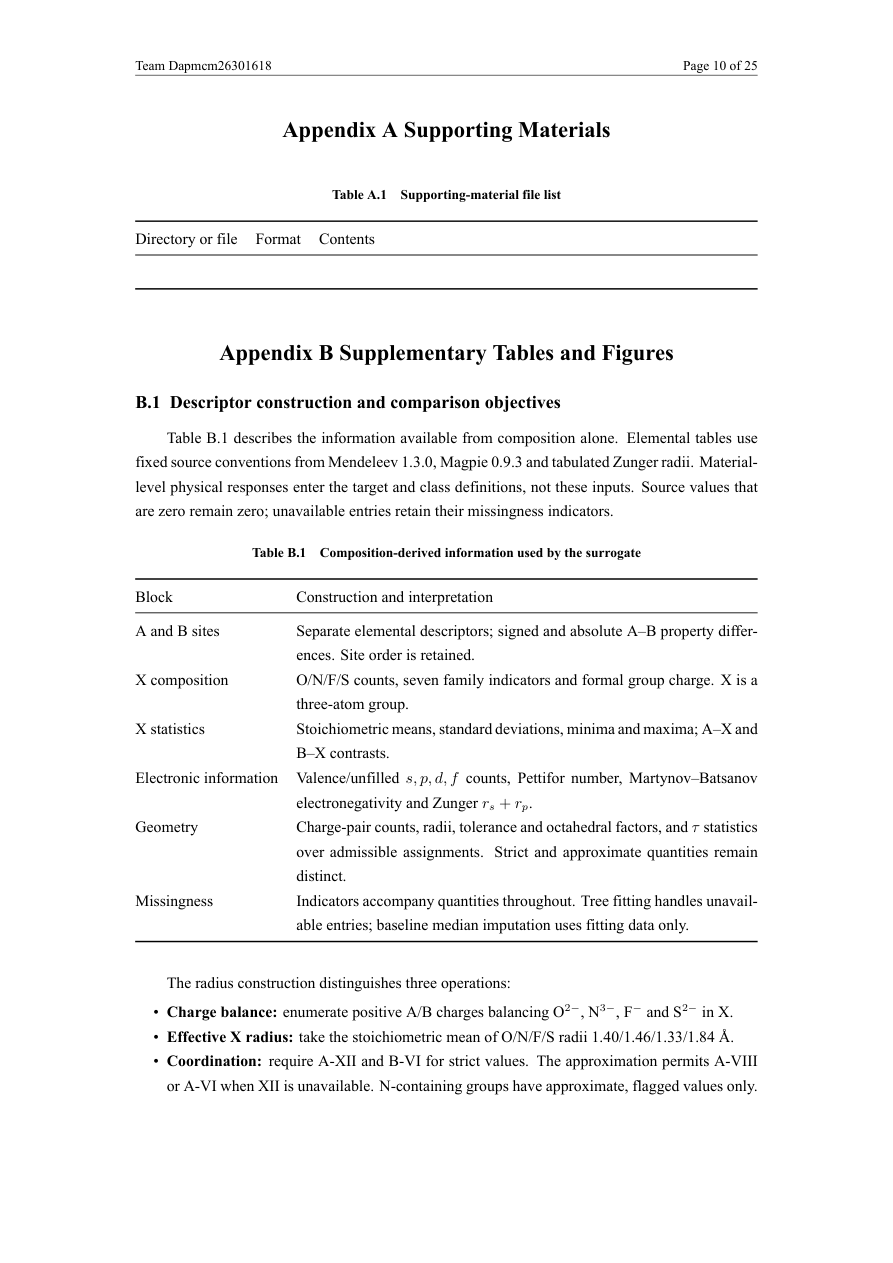 Team Dapmcm26301618 Page 10 of 25
Appendix A Supporting Materials
Table A.1 Supporting-material file list
Directory or file Format Contents
Appendix B Supplementary Tables and Figures
B.1 Descriptor construction and comparison objectives
Table B.1 describes the information available from composition alone. Elemental tables use
fixed source conventions from Mendeleev 1.3.0, Magpie 0.9.3 and tabulated Zunger radii. Material-
level physical responses enter the target and class definitions, not these inputs. Source values that
are zero remain zero; unavailable entries retain their missingness indicators.
Table B.1 Composition-derived information used by the surrogate
Block Construction and interpretation
A and B sites Separate elemental descriptors; signed and absolute A–B property differ-
ences. Site order is retained.
X composition O/N/F/S counts, seven family indicators and formal group charge. X is a
three-atom group.
X statistics Stoichiometric means, standard deviations, minima and maxima; A–X and
B–X contrasts.
Electronic information Valence/unfilled s, p, d, f counts, Pettifor number, Martynov–Batsanov
electronegativity and Zunger rₛ + rₚ.
Geometry Charge-pair counts, radii, tolerance and octahedral factors, and τ statistics
over admissible assignments. Strict and approximate quantities remain
distinct.
Missingness Indicators accompany quantities throughout. Tree fitting handles unavail-
able entries; baseline median imputation uses fitting data only.
The radius construction distinguishes three operations:
• Charge balance: enumerate positive A/B charges balancing O²⁻, N³⁻, F⁻ and S²⁻ in X.
• Effective X radius: take the stoichiometric mean of O/N/F/S radii 1.40/1.46/1.33/1.84 Å.
• Coordination: require A-XII and B-VI for strict values. The approximation permits A-VIII
or A-VI when XII is unavailable. N-containing groups have approximate, flagged values only.